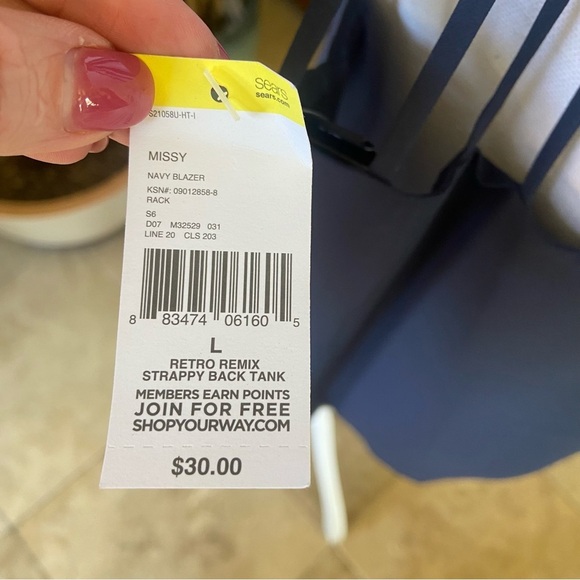 sears
sears.com
S21058U-HT-I
MISSY
NAVY BLAZER
KSN#: 09012858-8
RACK
S6
D07 M32529 031
LINE 20 CLS 203
8 83474 06160 5
L
RETRO REMIX
STRAPPY BACK TANK
MEMBERS EARN POINTS
JOIN FOR FREE
SHOPYOURWAY.COM
$30.00